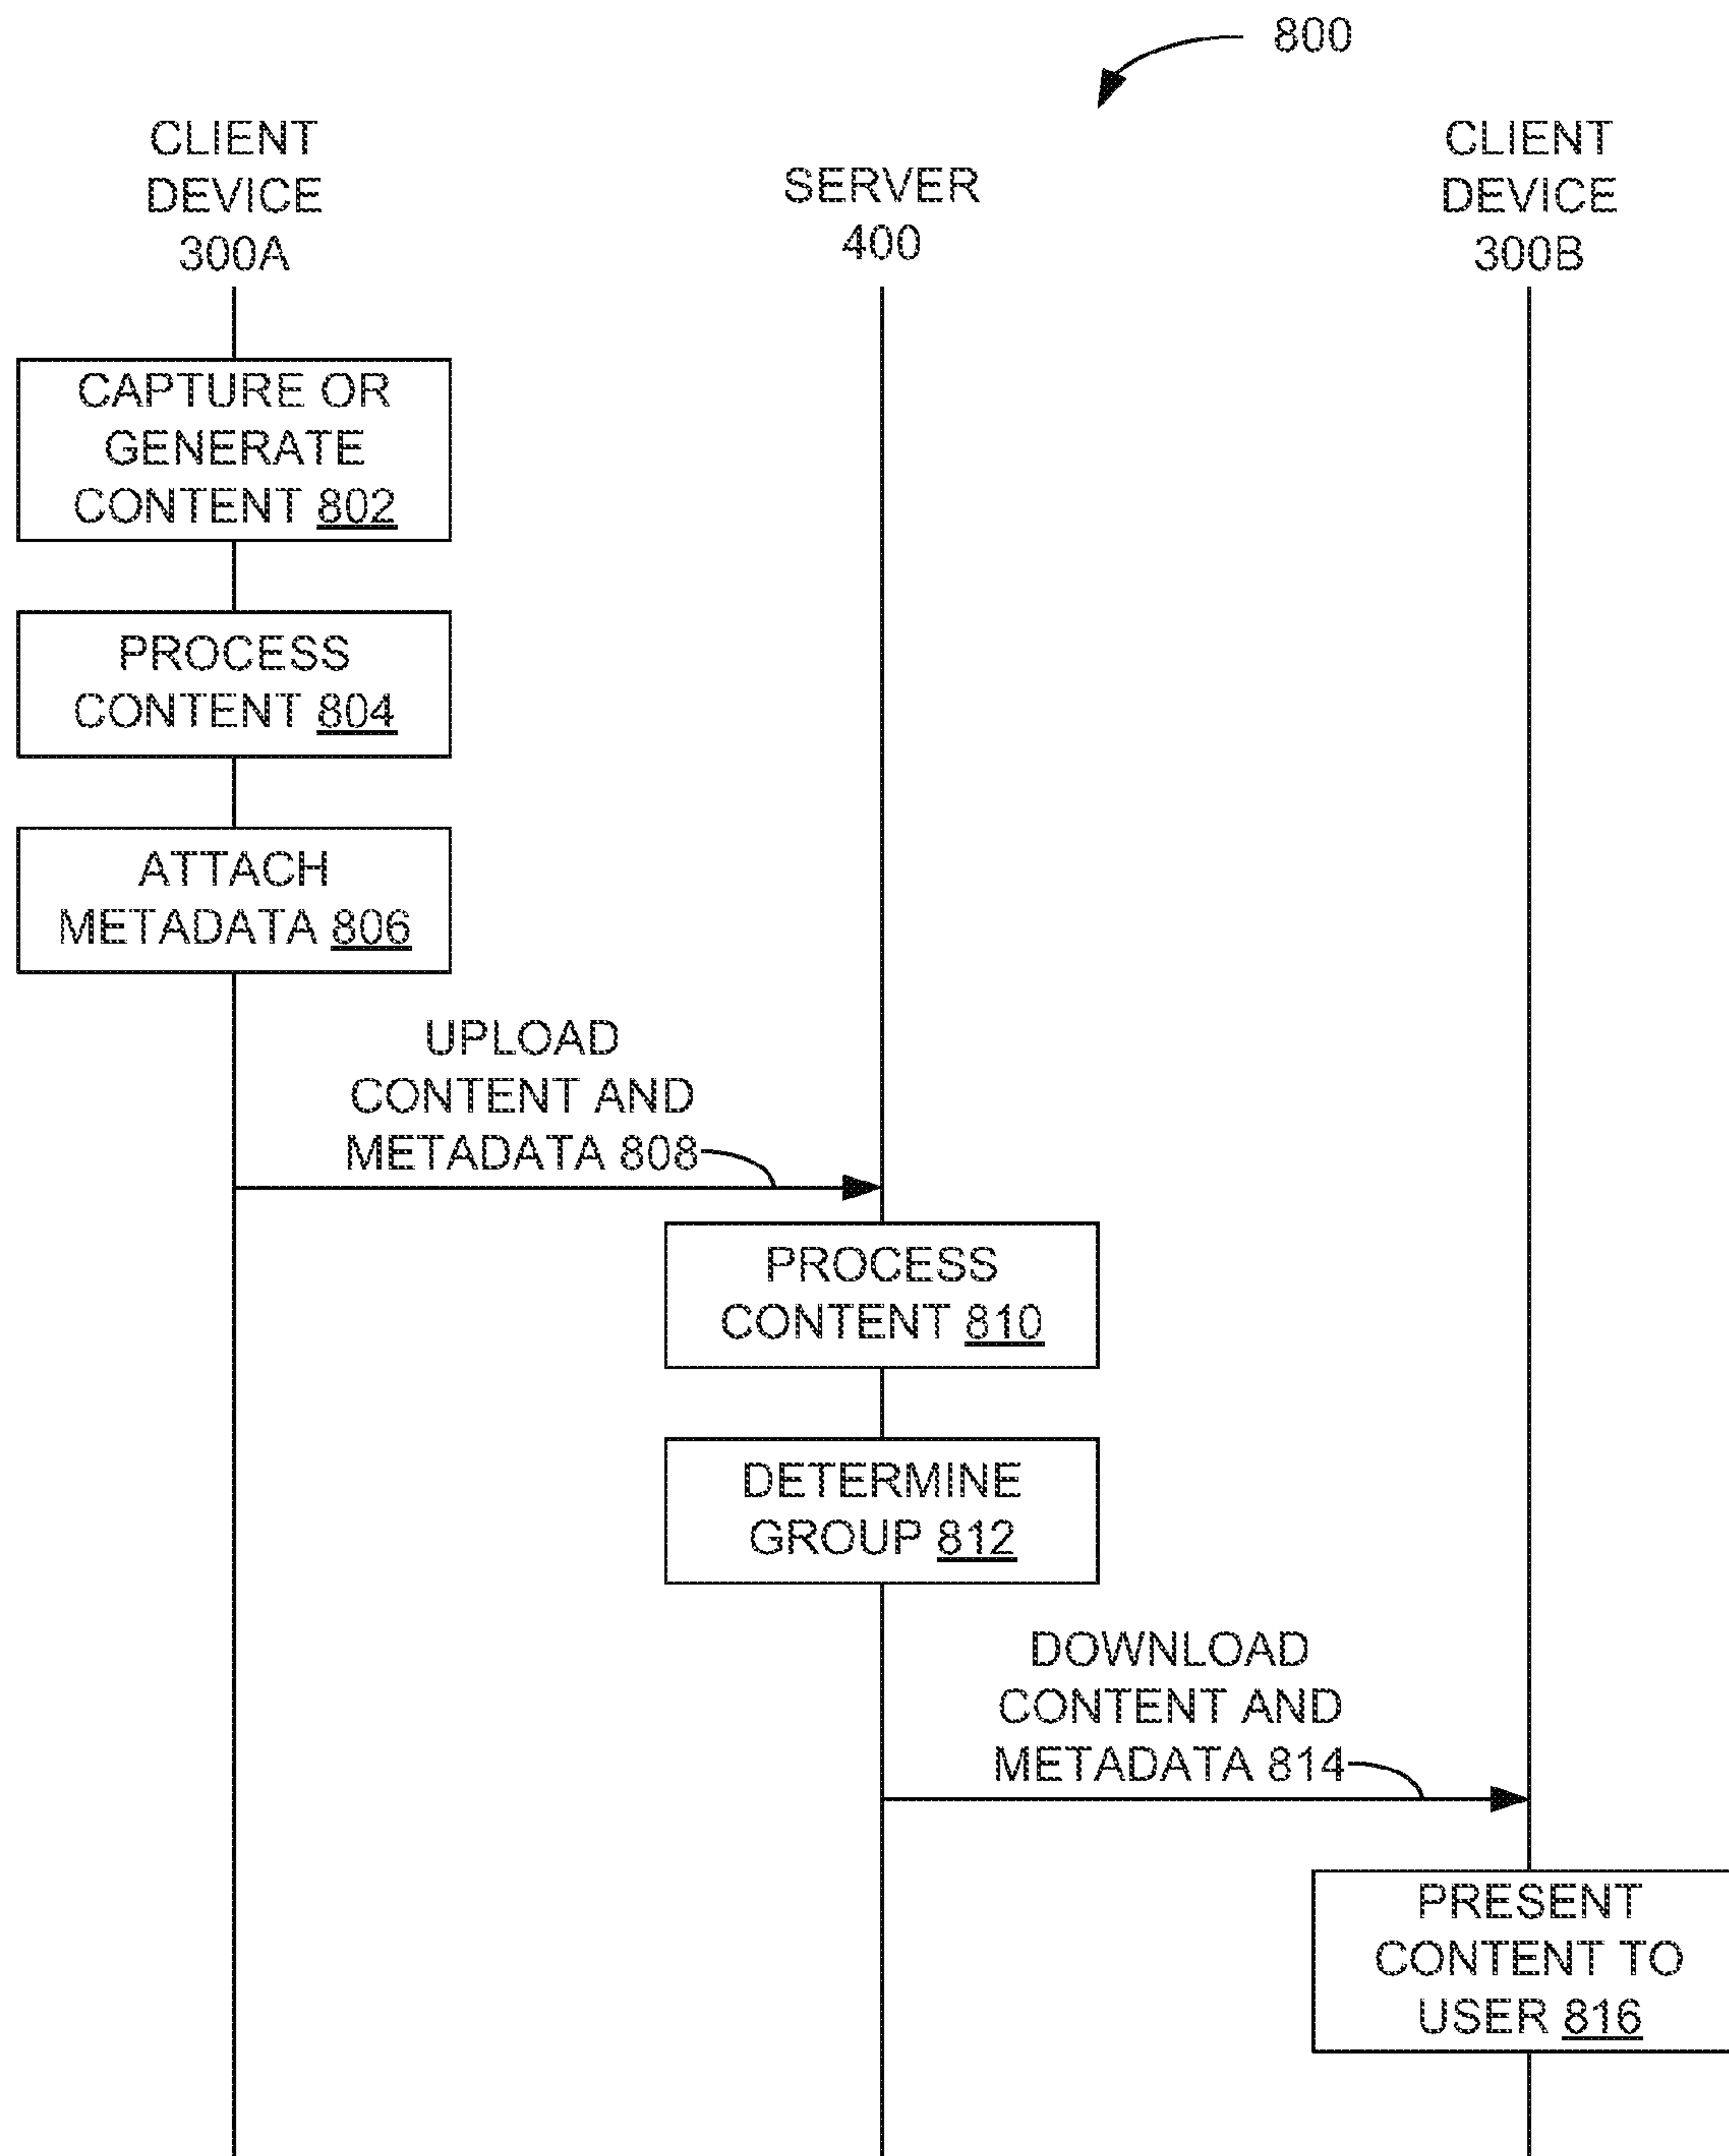 800
CLIENT
DEVICE
300A
SERVER
400
CLIENT
DEVICE
300B
CAPTURE OR
GENERATE
CONTENT 802
PROCESS
CONTENT 804
ATTACH
METADATA 806
UPLOAD
CONTENT AND
METADATA 808
PROCESS
CONTENT 810
DETERMINE
GROUP 812
DOWNLOAD
CONTENT AND
METADATA 814
PRESENT
CONTENT TO
USER 816